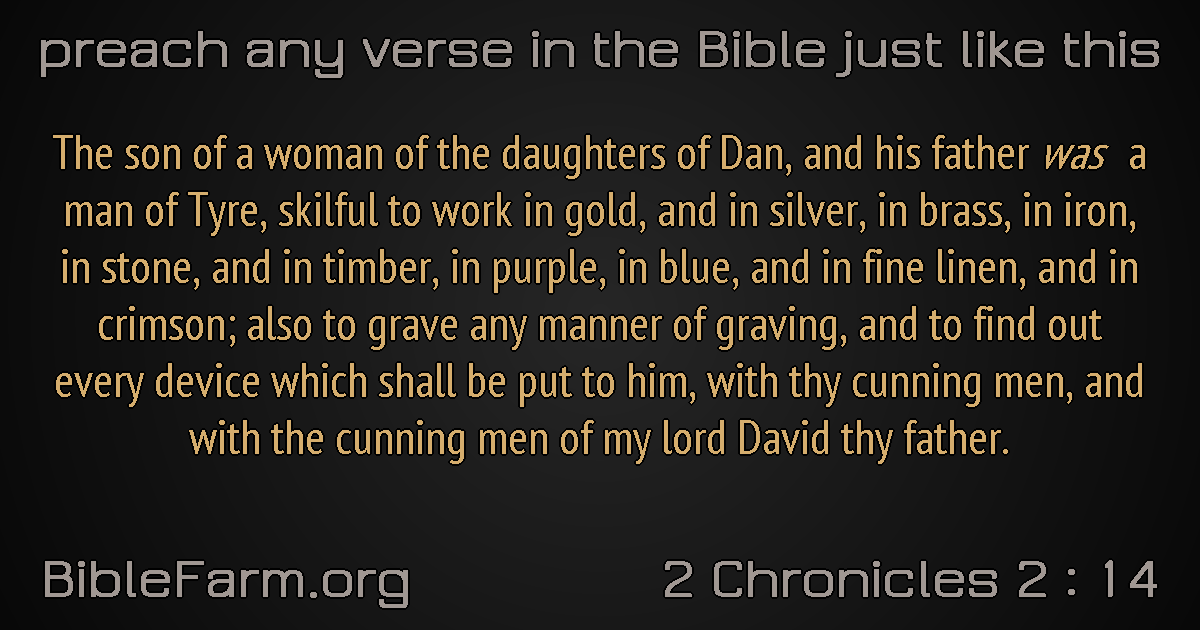 preach any verse in the Bible just like this
The son of a woman of the daughters of Dan, and his father was a
man of Tyre, skilful to work in gold, and in silver, in brass, in iron,
in stone, and in timber, in purple, in blue, and in fine linen, and in
crimson; also to grave any manner of graving, and to find out
every device which shall be put to him, with thy cunning men, and
with the cunning men of my lord David thy father.
BibleFarm.org
2 Chronicles 2 : 14